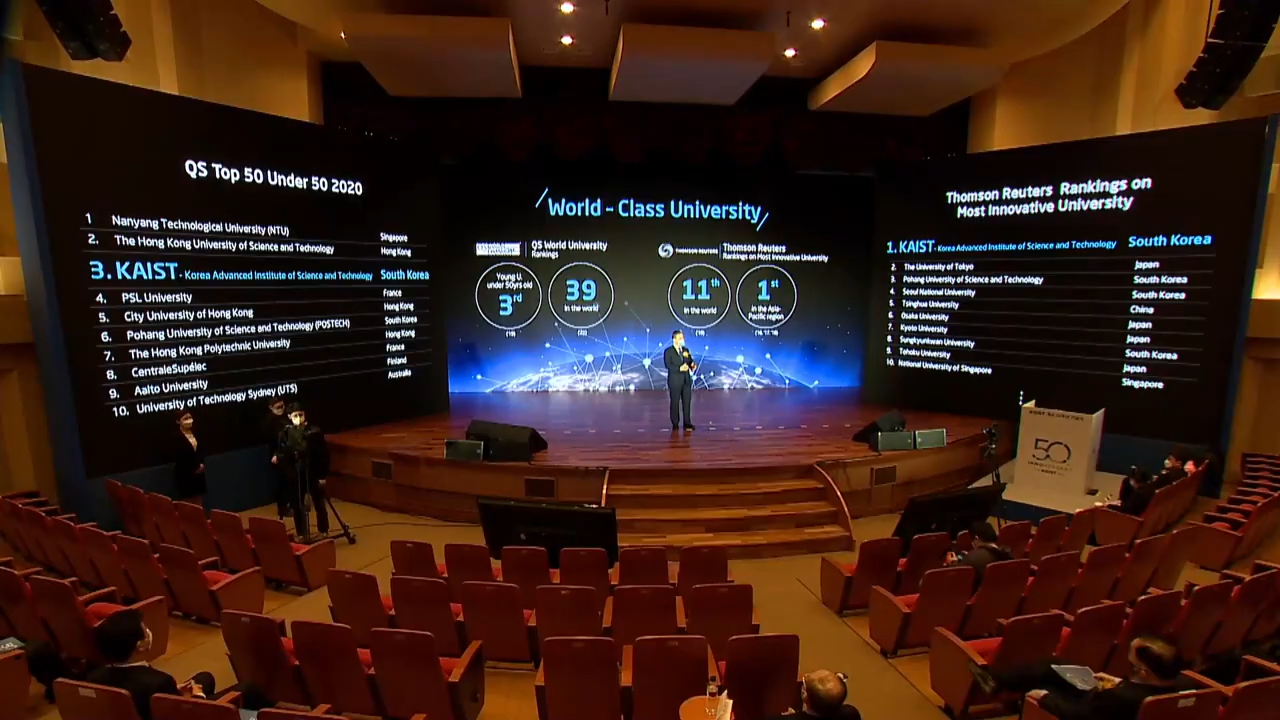 QS Top 50 Under 50 2020
1 Nanyang Technological University (NTU) Singapore
2. The Hong Kong University of Science and Technology Hong Kong
3. KAIST - Korea Advanced Institute of Science and Technology South Korea
4. PSL University France
5. City University of Hong Kong Hong Kong
6. Pohang University of Science and Technology (POSTECH) South Korea
7. The Hong Kong Polytechnic University Hong Kong
8. CentraleSupélec France
9. Aalto University Finland
10. University of Technology Sydney (UTS) Australia
World - Class University
QS World University
Rankings
Young U.
under 50yrs old
3rd
39
in the world
THOMSON REUTERS
Thomson Reuters
Rankings on Most Innovative University
11th
in the world
1st
in the Asia-
Pacific region
Thomson Reuters Rankings on
Most Innovative University
1. KAIST - Korea Advanced Institute of Science and Technology South Korea
2. The University of Tokyo Japan
3. Pohang University of Science and Technology South Korea
4. Seoul National University South Korea
5. Tsinghua University China
6. Osaka University Japan
7. Kyoto University Japan
8. Sungkyunkwan University South Korea
9. Tohoku University Japan
10. National University of Singapore Singapore
50